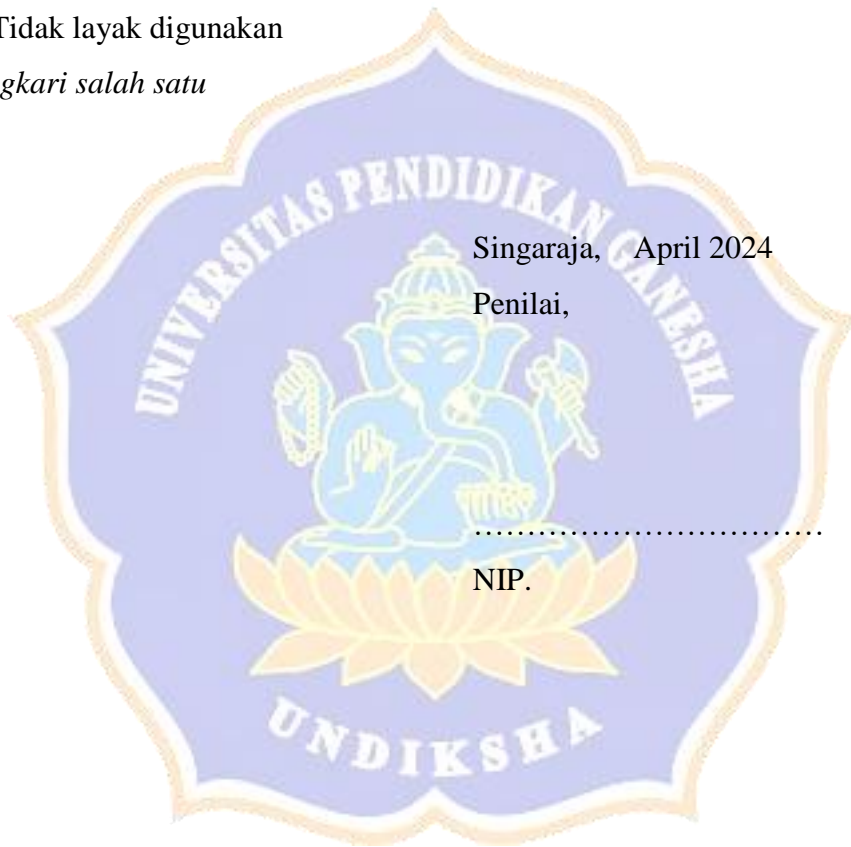 Tidak layak digunakan
gkari salah satu
UNIVERSITAS PENDIDIKAN GANESHA
Singaraja, April 2024
Penilai,
……………………………
NIP.
UNDIKSHA